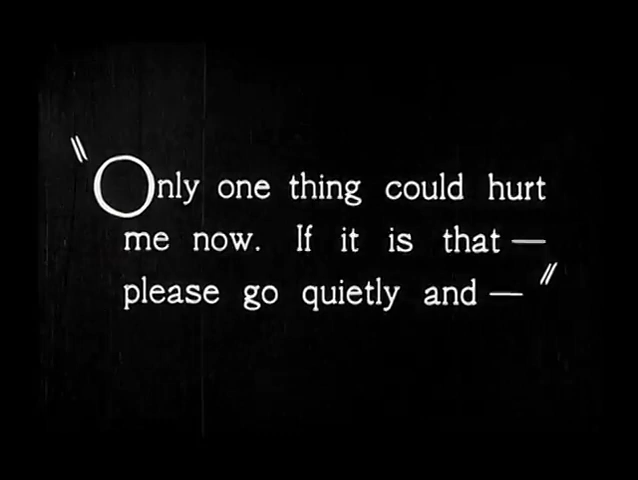 "Only one thing could hurt
me now. If it is that —
please go quietly and — "